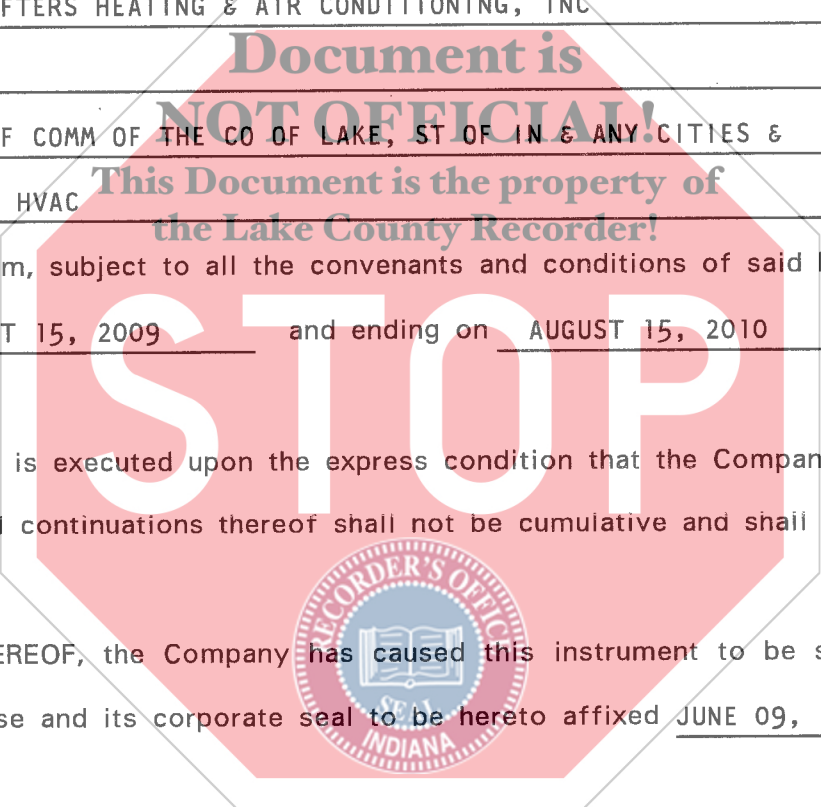 FTERS HEATING & AIR CONDITIONING, INC
Document is
NOT OFFICIAL!
F COMM OF THE CO OF LAKE, ST OF IN & ANY CITIES &
This Document is the property of
HVAC
the Lake County Recorder!
m, subject to all the convenants and conditions of said
T 15, 2009 and ending on AUGUST 15, 2010
STOP
is executed upon the express condition that the Compan
continuations thereof shall not be cumulative and shall
RECORDER'S OFFICE
EREOF, the Company has caused this instrument to be s
SEAL
se and its corporate seal to be hereto affixed JUNE 09,
INDIANA